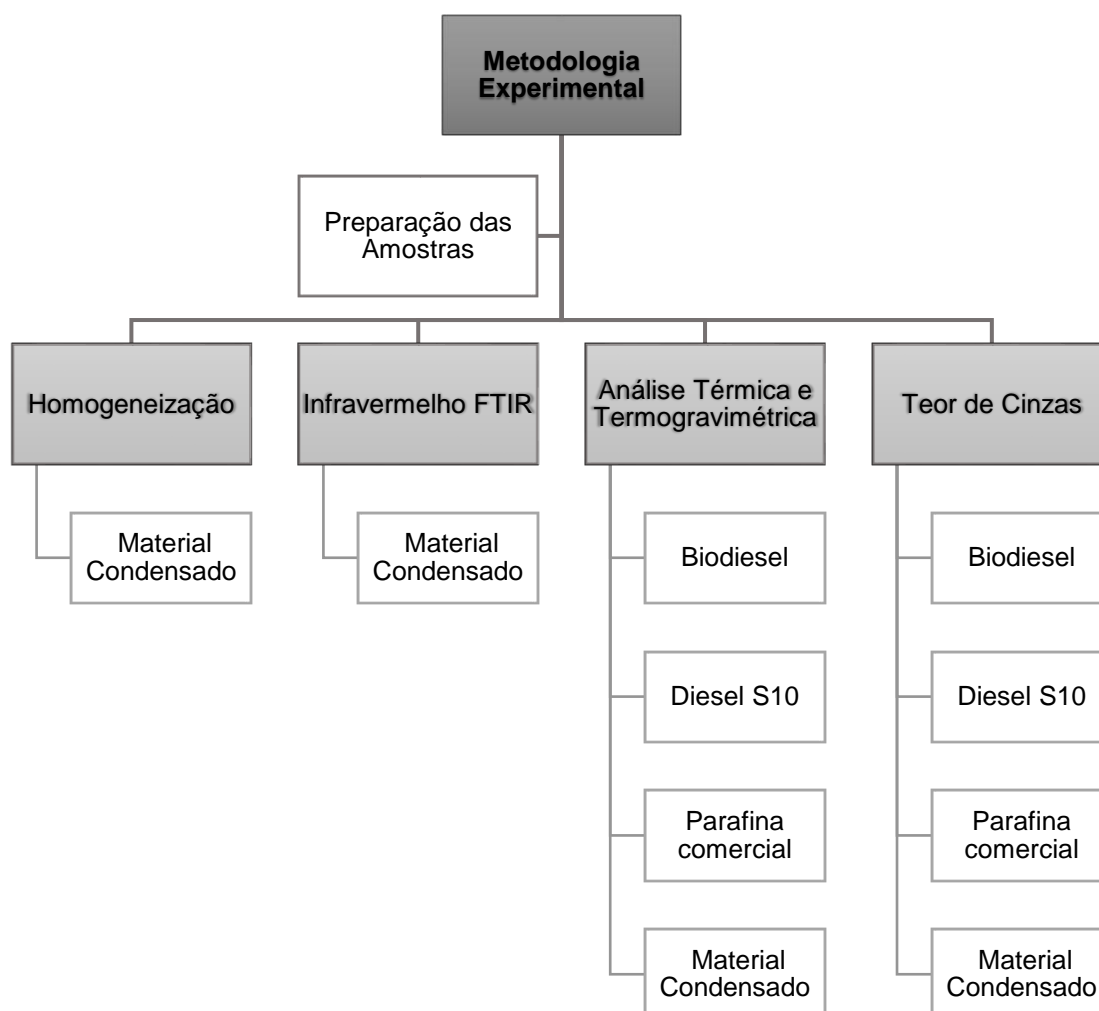 Metodologia
Experimental
Preparação das
Amostras
Homogeneização
Infravermelho FTIR
Análise Térmica e
Termogravimétrica
Teor de Cinzas
Material
Condensado
Material
Condensado
Biodiesel
Biodiesel
Diesel S10
Diesel S10
Parafina
comercial
Parafina
comercial
Material
Condensado
Material
Condensado